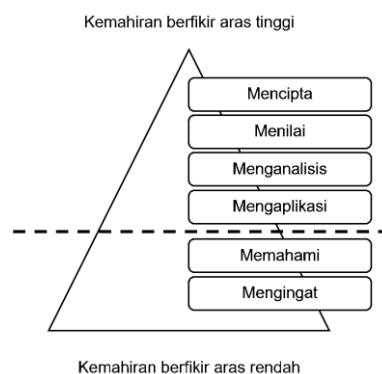 Kemahiran berfikir aras tinggi
Mencipta
Menilai
Menganalisis
Mengaplikasi
Memahami
Mengingat
Kemahiran berfikir aras rendah